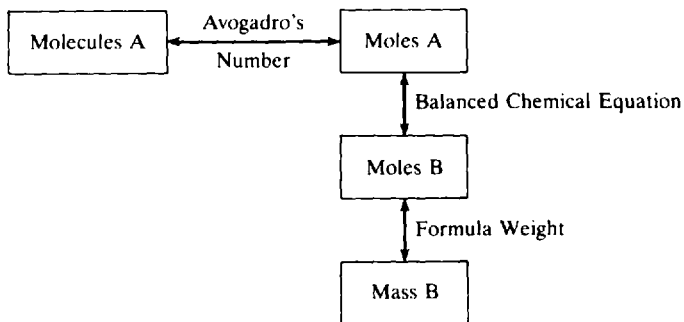 Avogadro's
Molecules A
Moles A
Number
Balanced Chemical Equation
Moles B
Formula Weight
Mass B